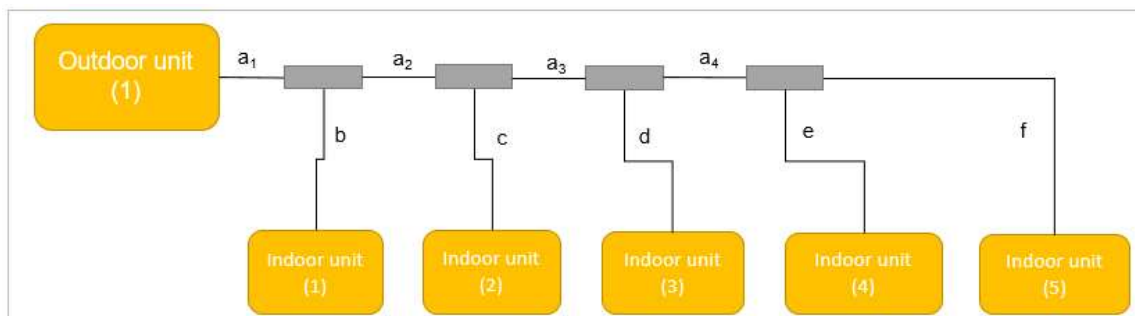 Outdoor unit
(1)
a₁
a₂
a₃
a₄
b
c
d
e
f
Indoor unit
(1)
Indoor unit
(2)
Indoor unit
(3)
Indoor unit
(4)
Indoor unit
(5)